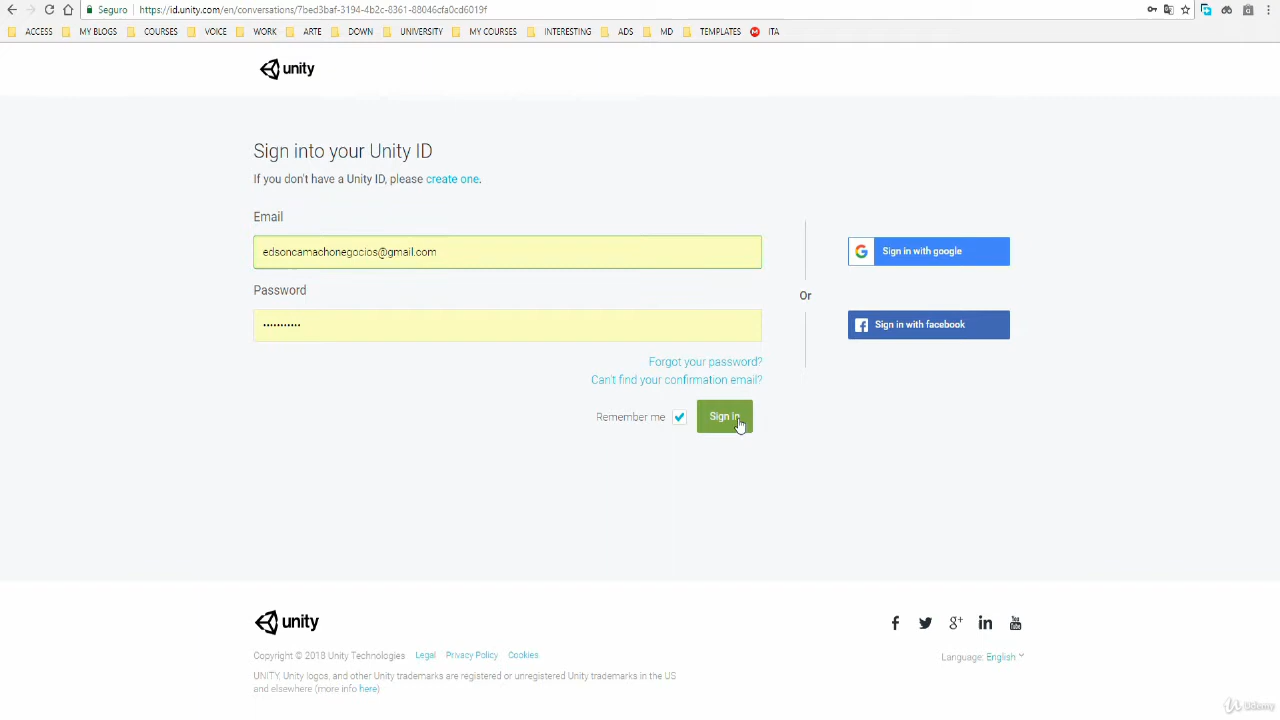 Seguro https://id.unity.com/en/conversations/7bed3baf-3194-4b2c-8361-88046cfa0cd6019f
ACCESS MY BLOGS COURSES VOICE WORK ARTE DOWN UNIVERSITY MY COURSES INTERESTING ADS MD TEMPLATES ITA
unity
Sign into your Unity ID
If you don't have a Unity ID, please create one.
Email
edsoncamachonegocios@gmail.com
Sign in with google
Password
Or
Sign in with facebook
Forgot your password?
Can't find your confirmation email?
Remember me Sign in
unity
Copyright © 2018 Unity Technologies Legal Privacy Policy Cookies
Language: English
UNITY, Unity logos, and other Unity trademarks are registered or unregistered Unity trademarks in the US
and elsewhere (more info here)
Udemy